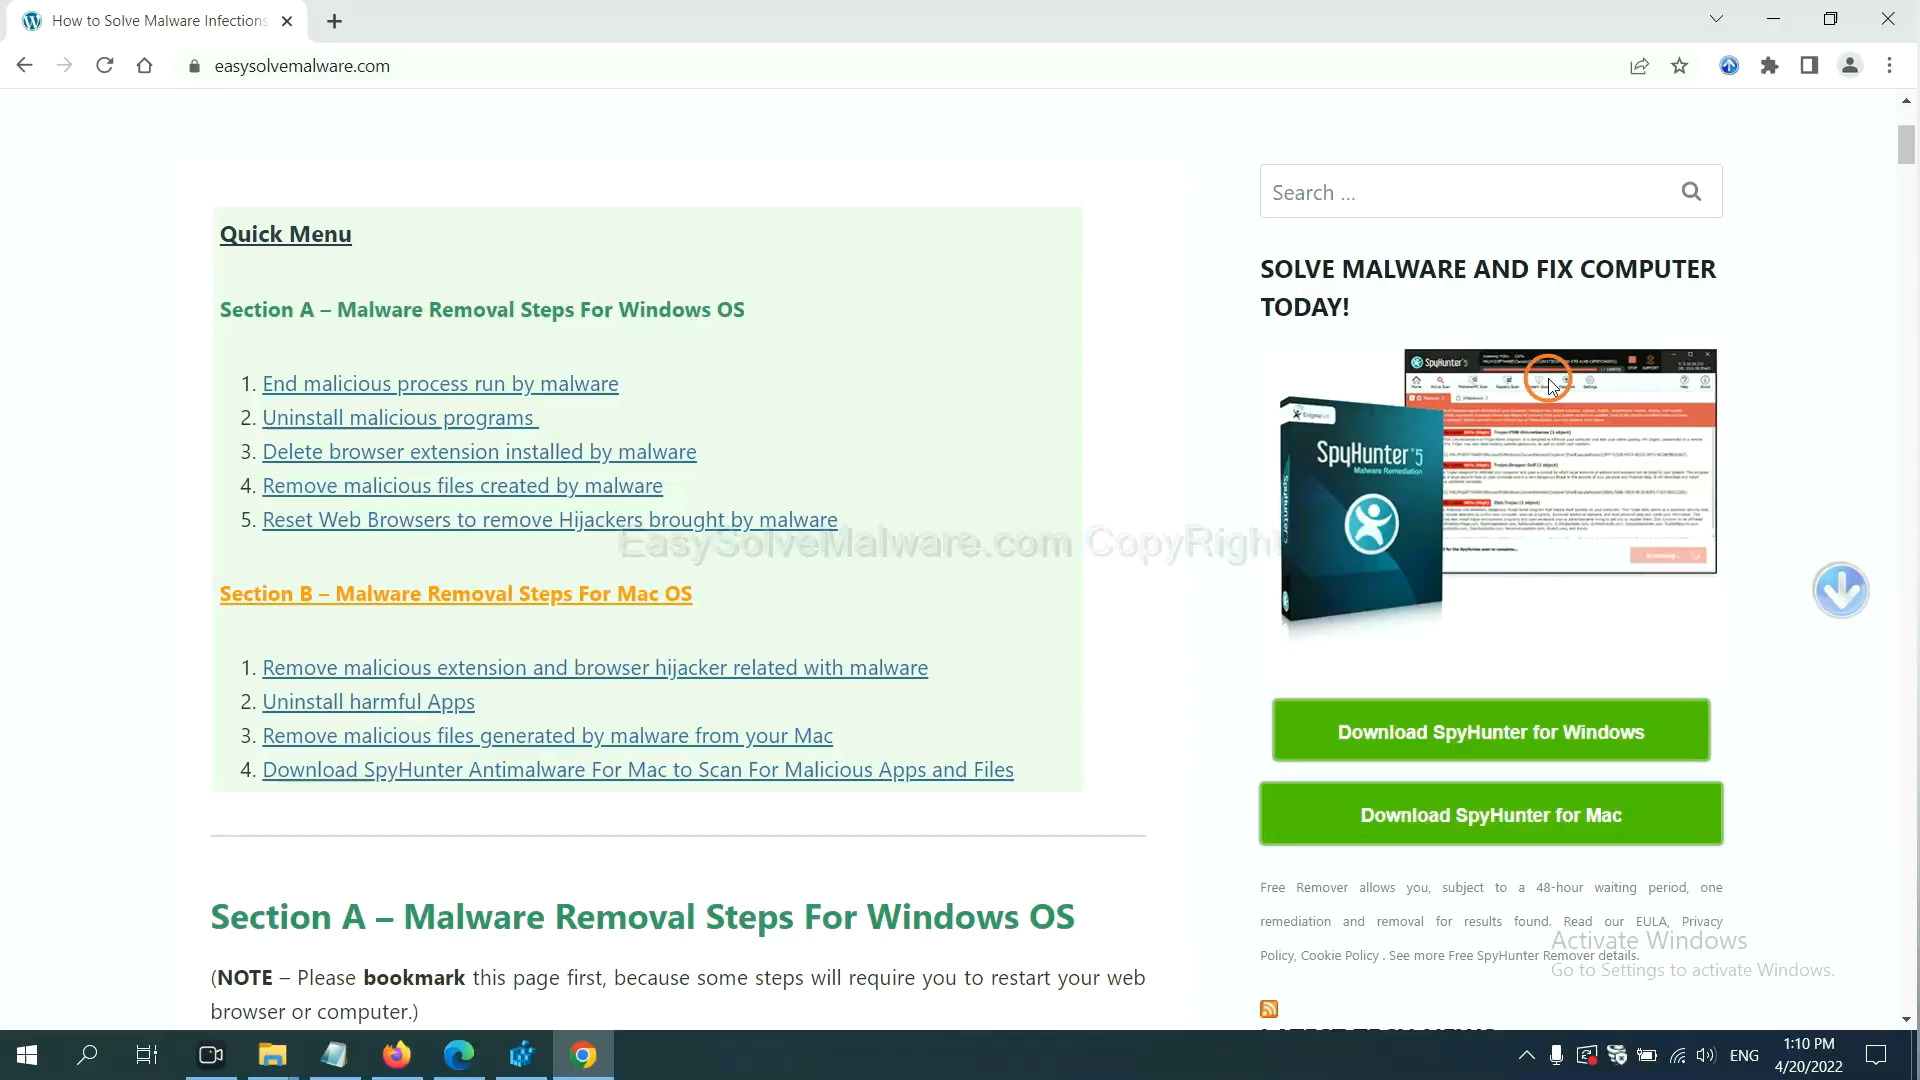 How to Solve Malware Infections
easysolvemalware.com
Search ...
Quick Menu
SOLVE MALWARE AND FIX COMPUTER
TODAY!
Section A – Malware Removal Steps For Windows OS
1. End malicious process run by malware
2. Uninstall malicious programs
3. Delete browser extension installed by malware
4. Remove malicious files created by malware
5. Reset Web Browsers to remove Hijackers brought by malware
EasySolveMalware.com CopyRigh
Section B – Malware Removal Steps For Mac OS
1. Remove malicious extension and browser hijacker related with malware
2. Uninstall harmful Apps
3. Remove malicious files generated by malware from your Mac
4. Download SpyHunter Antimalware For Mac to Scan For Malicious Apps and Files
SpyHunter 5
SpyHunter 5
Malware Remediation
Download SpyHunter for Windows
Download SpyHunter for Mac
Free Remover allows you, subject to a 48-hour waiting period, one
remediation and removal for results found. Read our EULA, Privacy
Policy, Cookie Policy . See more Free SpyHunter Remover details.
Section A – Malware Removal Steps For Windows OS
(NOTE – Please bookmark this page first, because some steps will require you to restart your web
browser or computer.)
Activate Windows
Go to Settings to activate Windows.
LATEST TECH NEWS
ENG
1:10 PM
4/20/2022